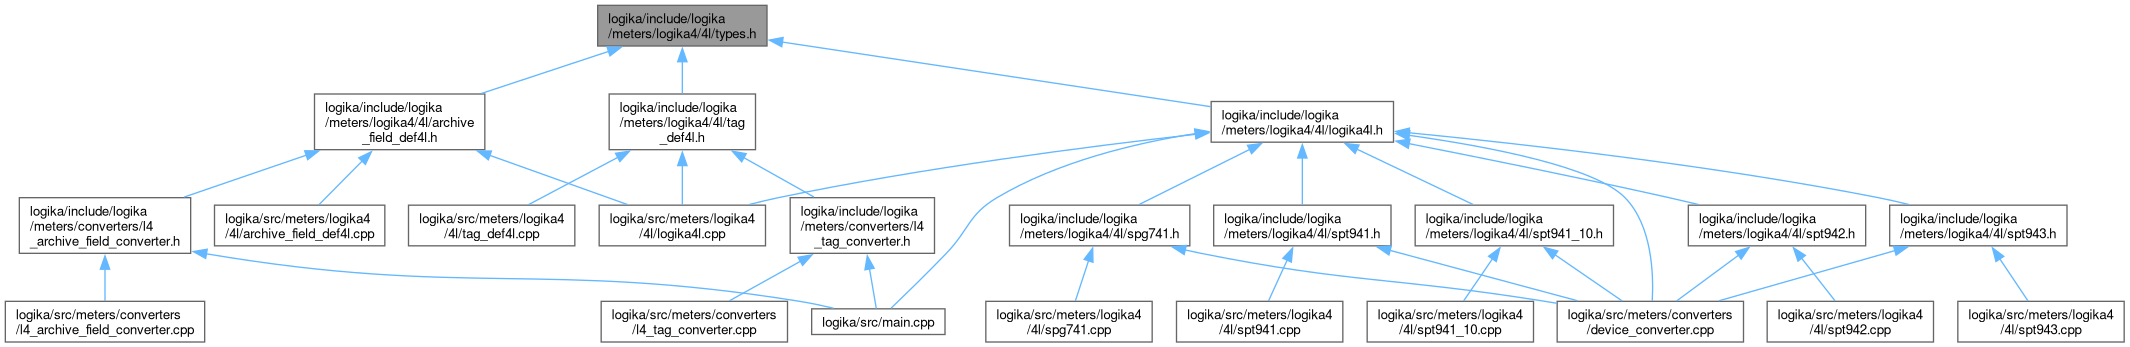 logika/include/logika
/meters/logika4/4l/types.h
logika/include/logika
/meters/logika4/4l/archive
_field_def4l.h
logika/include/logika
/meters/logika4/4l/tag
_def4l.h
logika/include/logika
/meters/logika4/4l/logika4l.h
logika/include/logika
/meters/converters/l4
_archive_field_converter.h
logika/src/meters/logika4
/4l/archive_field_def4l.cpp
logika/src/meters/logika4
/4l/tag_def4l.cpp
logika/src/meters/logika4
/4l/logika4l.cpp
logika/include/logika
/meters/converters/l4
_tag_converter.h
logika/include/logika
/meters/logika4/4l/spg741.h
logika/include/logika
/meters/logika4/4l/spt941.h
logika/include/logika
/meters/logika4/4l/spt941_10.h
logika/include/logika
/meters/logika4/4l/spt942.h
logika/include/logika
/meters/logika4/4l/spt943.h
logika/src/meters/converters
/l4_archive_field_converter.cpp
logika/src/meters/converters
/l4_tag_converter.cpp
logika/src/main.cpp
logika/src/meters/logika4
/4l/spg741.cpp
logika/src/meters/logika4
/4l/spt941.cpp
logika/src/meters/logika4
/4l/spt941_10.cpp
logika/src/meters/converters
/device_converter.cpp
logika/src/meters/logika4
/4l/spt942.cpp
logika/src/meters/logika4
/4l/spt943.cpp